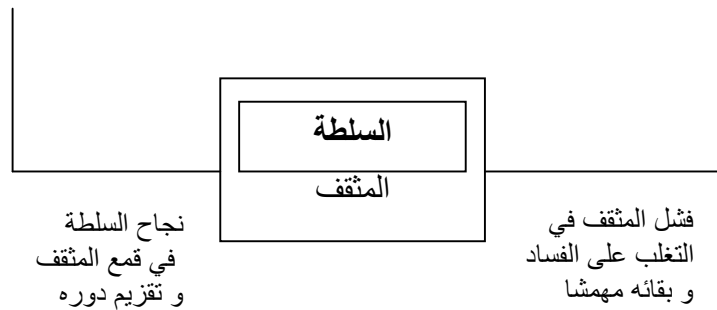 السلطة
المثقف
فشل المثقف في
التغلب على الفساد
و بقائه مهمشا
نجاح السلطة
في قمع المثقف
و تقزيم دوره